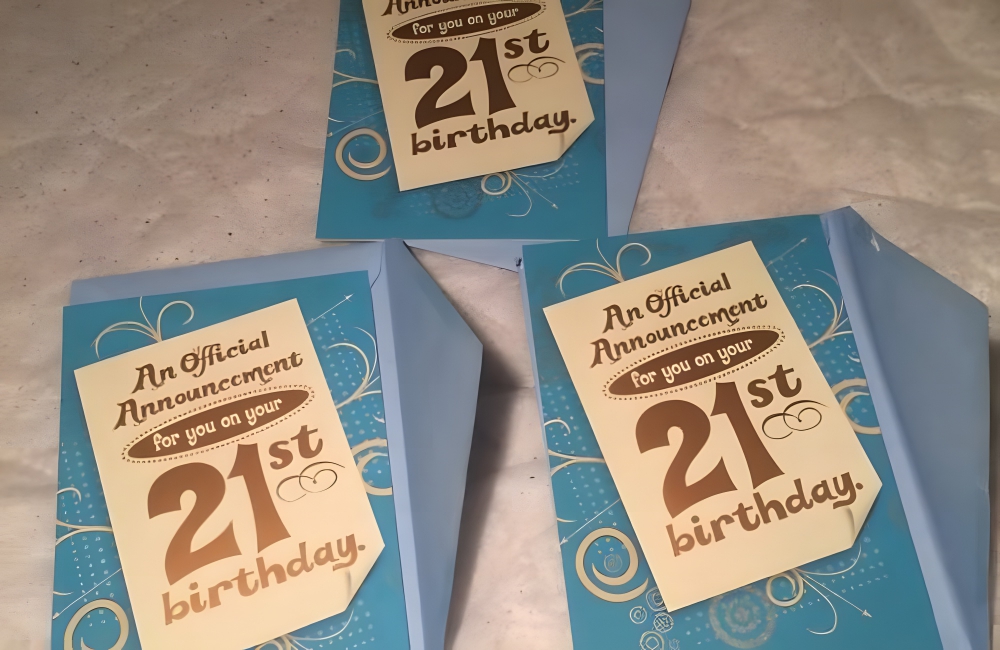 Announcement
for you on your
21st
birthday.
An Official
Announcement
for you on your
21st
birthday.
An Official
Announcement
for you on your
21st
birthday.